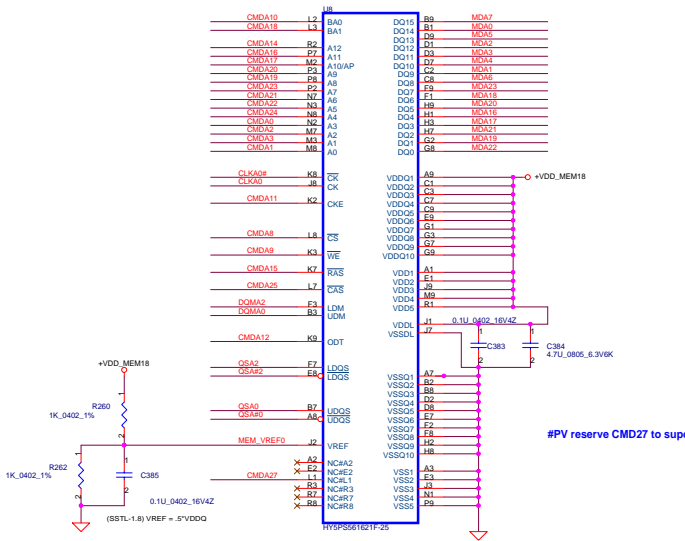 U8
CMDA10 L2 BA0 DQ15 B9 MDA7
CMDA18 L3 BA1 DQ14 B1 MDA0
DQ13 D9 MDA5
CMDA14 R2 A12 DQ12 D1 MDA2
CMDA16 P7 A11 DQ11 D3 MDA3
CMDA17 M2 A10/AP DQ10 D7 MDA4
CMDA20 P3 A9 DQ9 C2 MDA1
CMDA19 P8 A8 DQ8 C8 MDA6
CMDA23 P2 A7 DQ7 F9 MDA23
CMDA21 N7 A6 DQ6 F1 MDA18
CMDA22 N3 A5 DQ5 H9 MDA20
CMDA24 N8 A4 DQ4 H1 MDA16
CMDA0 N2 A3 DQ3 H3 MDA17
CMDA2 M7 A2 DQ2 H7 MDA21
CMDA3 M3 A1 DQ1 G2 MDA19
CMDA1 M8 A0 DQ0 G8 MDA22
CLKA0# K8 CK VDDQ1 A9 +VDD_MEM18
CLKA0 J8 CK VDDQ2 C1
VDDQ3 C3
CMDA11 K2 CKE VDDQ4 C7
VDDQ5 C9
VDDQ6 E9
VDDQ7 G1
CMDA8 L8 CS VDDQ8 G3
VDDQ9 G7
CMDA9 K3 WE VDDQ10 G9
CMDA15 K7 RAS VDD1 A1
VDD2 E1
CMDA25 L7 CAS VDD3 J9
VDD4 M9
DQMA2 F3 LDM VDD5 R1
DQMA0 B3 UDM
VDDL J1 0.1U_0402_16V4Z
VSSDL J7
CMDA12 K9 ODT
1 C383 2
1 C384 2
4.7U_0805_6.3V6K
+VDD_MEM18
QSA2 F7 LDQS VSSQ1 A7
QSA#2 E8 LDQS VSSQ2 B2
VSSQ3 B8
VSSQ4 D2
QSA0 B7 UDQS VSSQ5 D8
QSA#0 A8 UDQS VSSQ6 E7
VSSQ7 F2
VSSQ8 F8
VSSQ9 H2
VSSQ10 H8
1 R260 2
1K_0402_1%
#PV reserve CMD27 to supo
MEM_VREF0 J2 VREF
A2 NC#A2 VSS1 A3
E2 NC#E2 VSS2 E3
CMDA27 L1 NC#L1 VSS3 J3
R3 NC#R3 VSS4 N1
R7 NC#R7 VSS5 P9
R8 NC#R8
1 R262 2
1K_0402_1%
1 C385 2
0.1U_0402_16V4Z
(SSTL-1.8) VREF = .5*VDDQ
HY5PS561621F-25